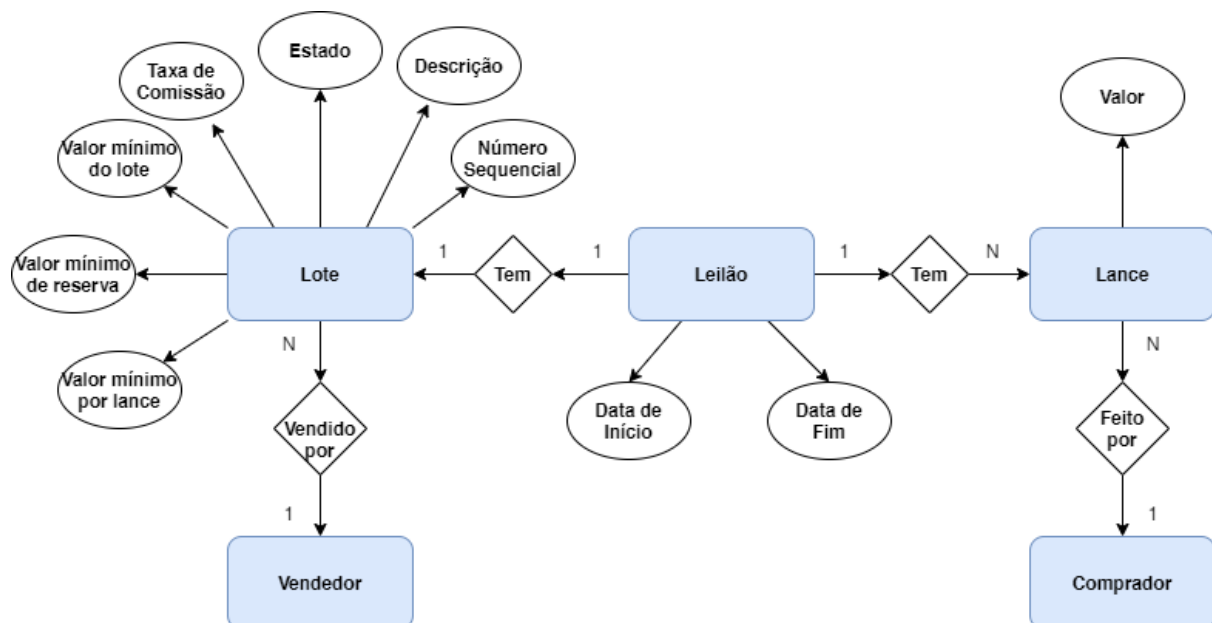 Estado
Descrição
Taxa de
Comissão
Valor
Valor mínimo
do lote
Número
Sequencial
Lote
1
Tem
1
Leilão
1
Tem
N
Lance
Valor mínimo
de reserva
N
N
Valor mínimo
por lance
Data de
Início
Data de
Fim
Vendido
por
Feito
por
1
1
Vendedor
Comprador